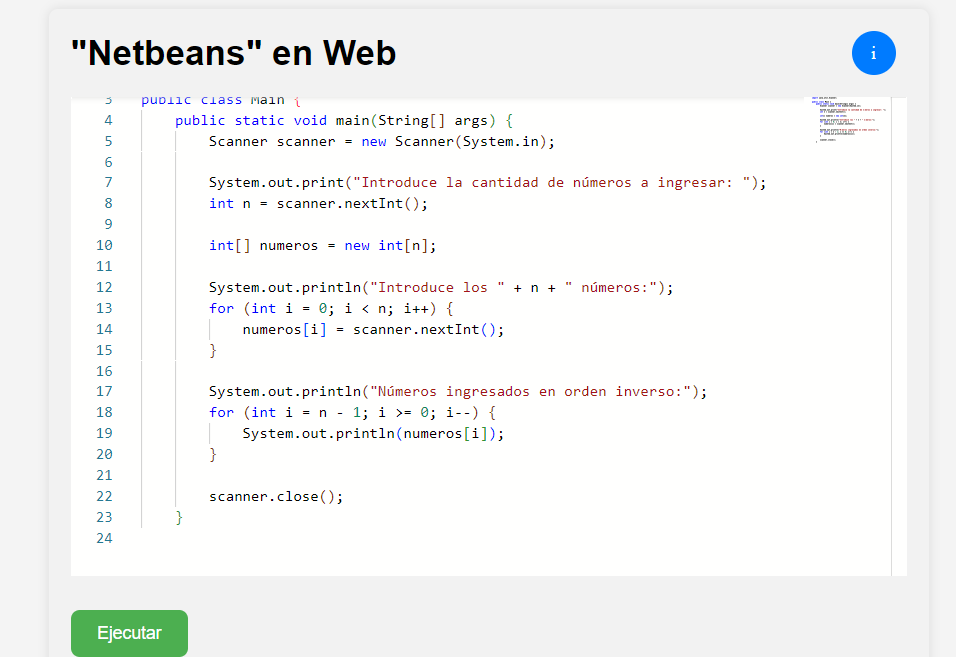 "Netbeans" en Web
i
3 public class Main {
4     public static void main(String[] args) {
5         Scanner scanner = new Scanner(System.in);
6
7         System.out.print("Introduce la cantidad de números a ingresar: ");
8         int n = scanner.nextInt();
9
10         int[] numeros = new int[n];
11
12         System.out.println("Introduce los " + n + " números:");
13         for (int i = 0; i < n; i++) {
14             numeros[i] = scanner.nextInt();
15         }
16
17         System.out.println("Números ingresados en orden inverso:");
18         for (int i = n - 1; i >= 0; i--) {
19             System.out.println(numeros[i]);
20         }
21
22         scanner.close();
23     }
24
Ejecutar